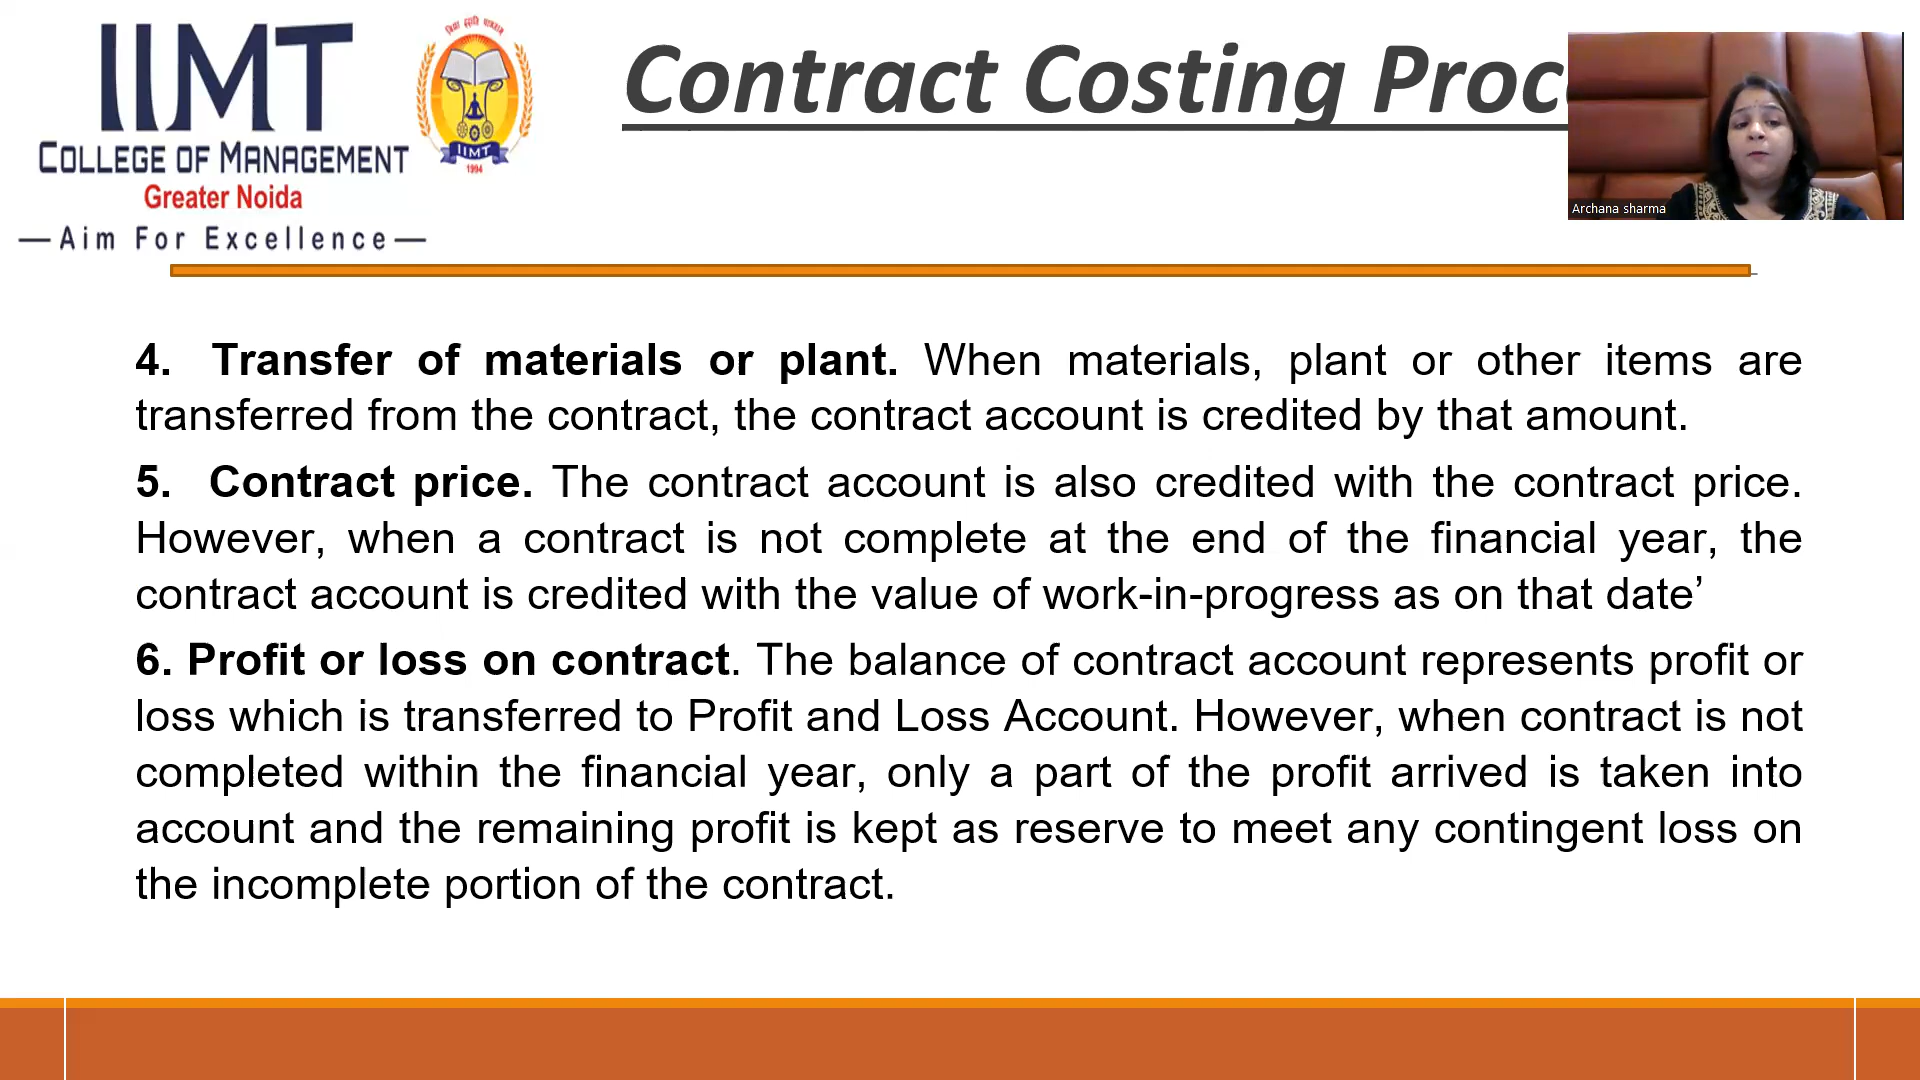 IIMT
COLLEGE OF MANAGEMENT
Greater Noida
—Aim For Excellence—
IIMT
1994
Contract Costing Proc
Archana sharma
4. Transfer of materials or plant. When materials, plant or other items are
transferred from the contract, the contract account is credited by that amount.
5. Contract price. The contract account is also credited with the contract price.
However, when a contract is not complete at the end of the financial year, the
contract account is credited with the value of work-in-progress as on that date’
6. Profit or loss on contract. The balance of contract account represents profit or
loss which is transferred to Profit and Loss Account. However, when contract is not
completed within the financial year, only a part of the profit arrived is taken into
account and the remaining profit is kept as reserve to meet any contingent loss on
the incomplete portion of the contract.